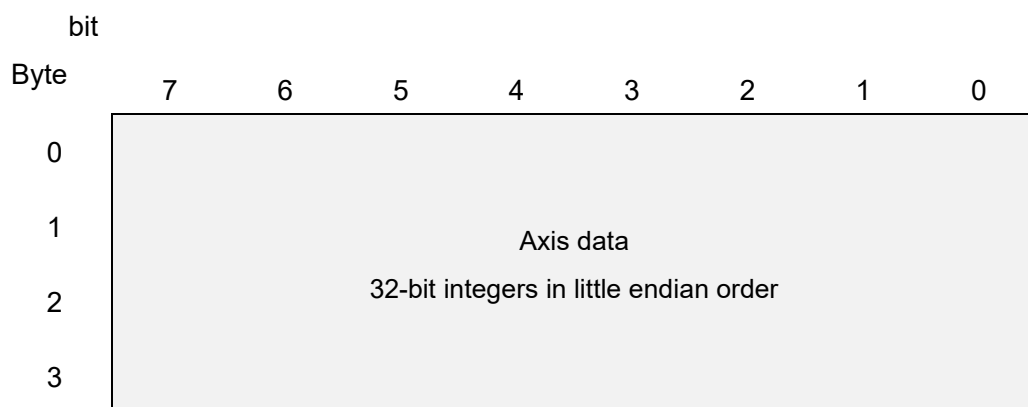 bit
Byte
7 6 5 4 3 2 1 0
0
1
Axis data
32-bit integers in little endian order
2
3